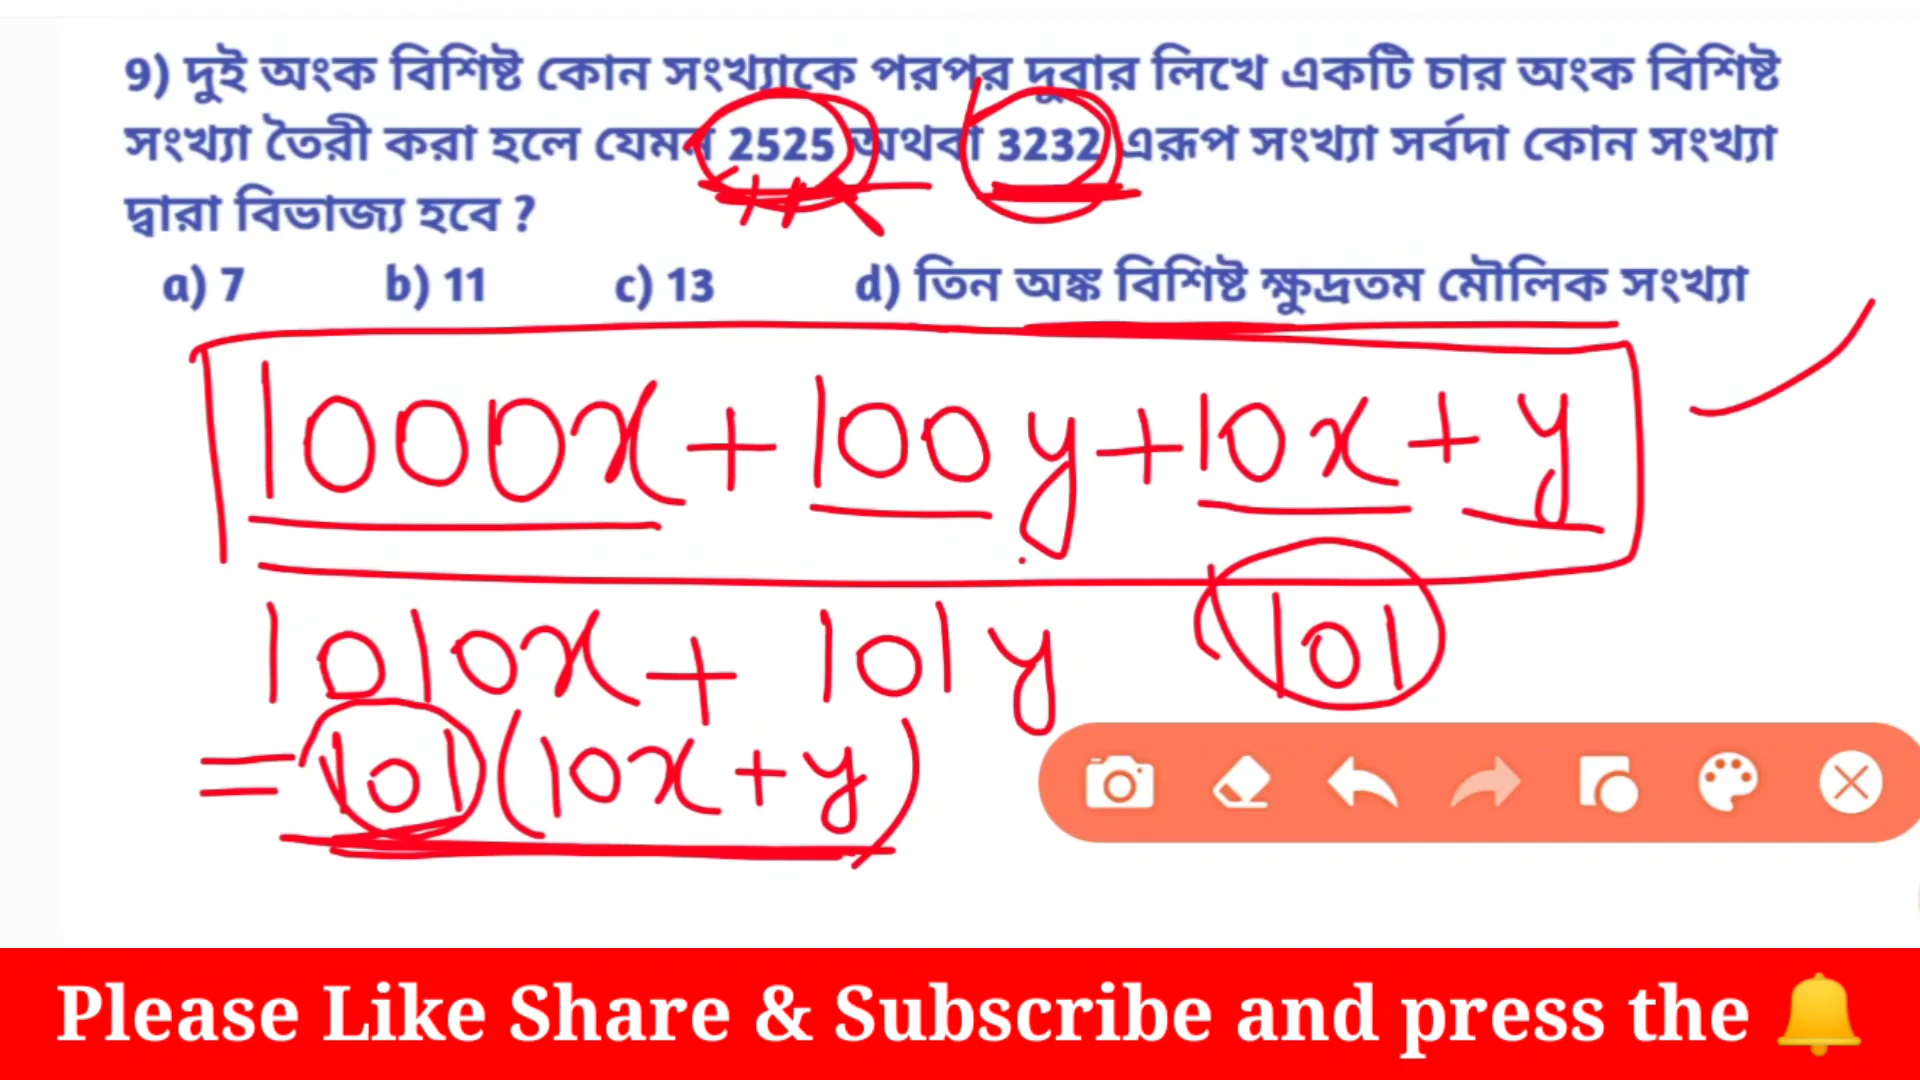 9) দুই অংক বিশিষ্ট কোন সংখ্যাকে পরপর দুবার লিখে একটি চার অংক বিশিষ্ট
সংখ্যা তৈরী করা হলে যেমন 2525 অথবা 3232 এরূপ সংখ্যা সর্বদা কোন সংখ্যা
দ্বারা বিভাজ্য হবে ?
a) 7 b) 11 c) 13 d) তিন অঙ্ক বিশিষ্ট ক্ষুদ্রতম মৌলিক সংখ্যা
1000x + 100y + 10x + y
1010x + 101y 101
= 101 (10x + y)
Please Like Share & Subscribe and press the 🔔